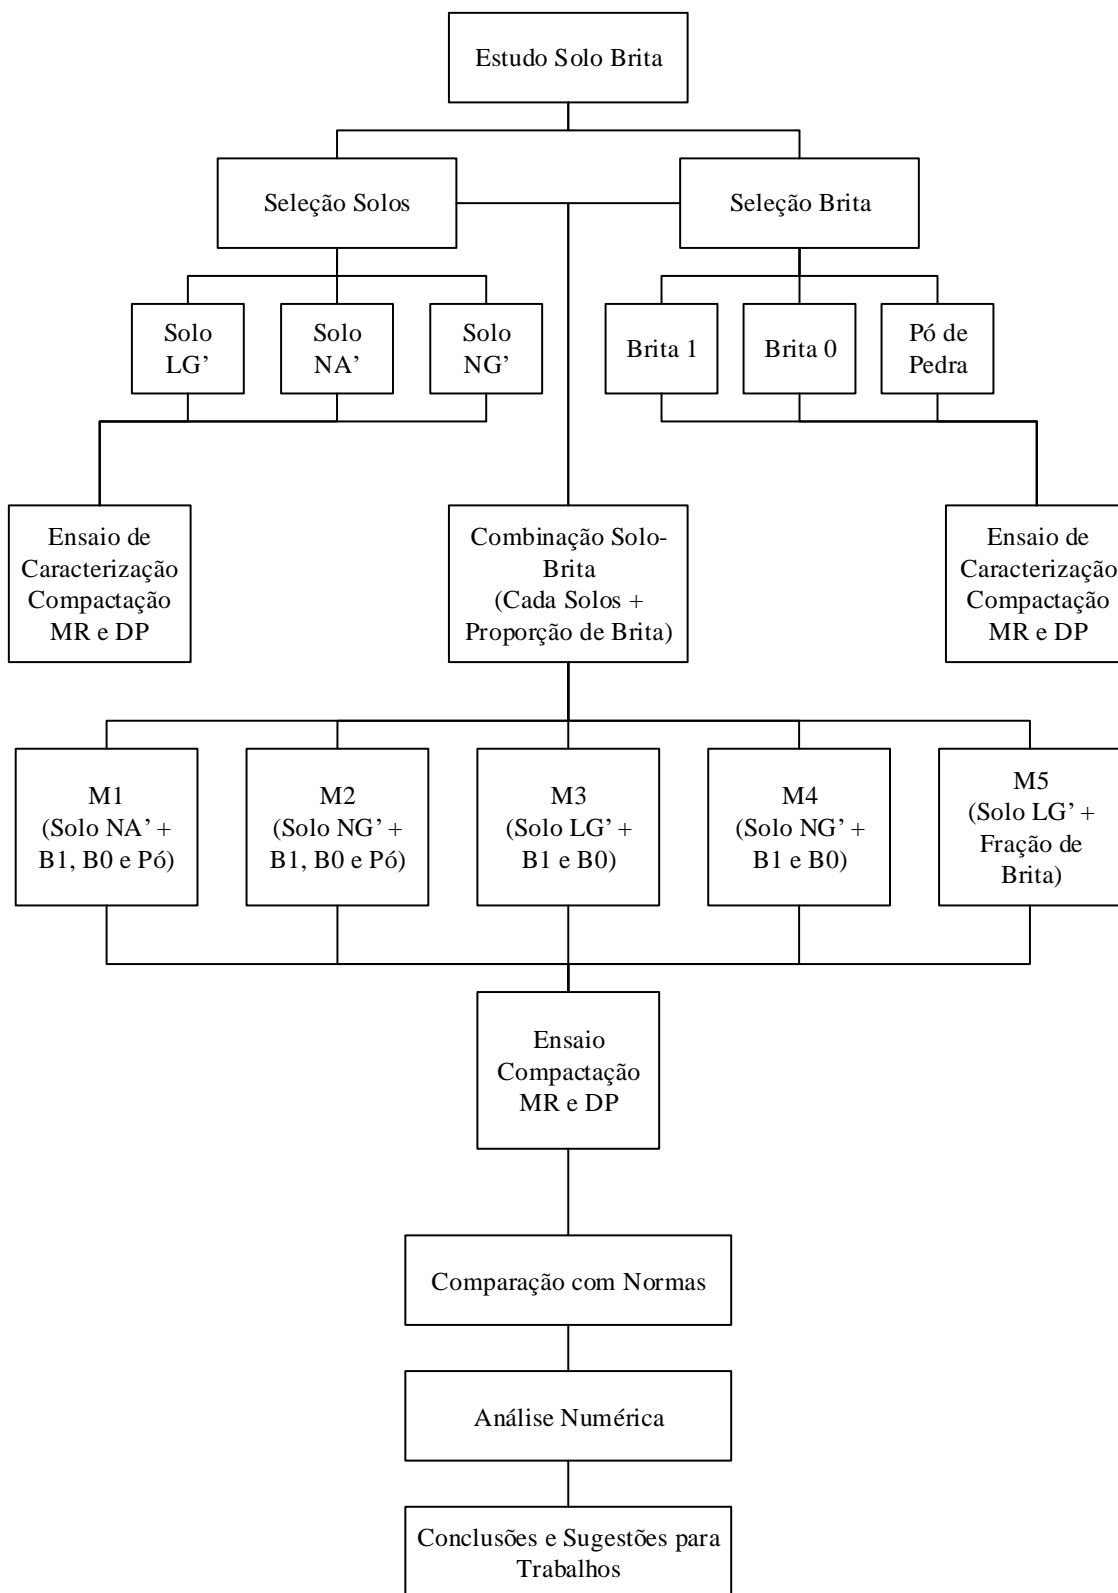 Estudo Solo Brita
Seleção Solos
Seleção Brita
Solo
LG’
Solo
NA’
Solo
NG’
Brita 1
Brita 0
Pó de
Pedra
Ensaio de
Caracterização
Compactação
MR e DP
Combinação Solo-
Brita
(Cada Solos +
Proporção de Brita)
Ensaio de
Caracterização
Compactação
MR e DP
M1
(Solo NA’ +
B1, B0 e Pó)
M2
(Solo NG’ +
B1, B0 e Pó)
M3
(Solo LG’ +
B1 e B0)
M4
(Solo NG’ +
B1 e B0)
M5
(Solo LG’ +
Fração de
Brita)
Ensaio
Compactação
MR e DP
Comparação com Normas
Análise Numérica
Conclusões e Sugestões para
Trabalhos